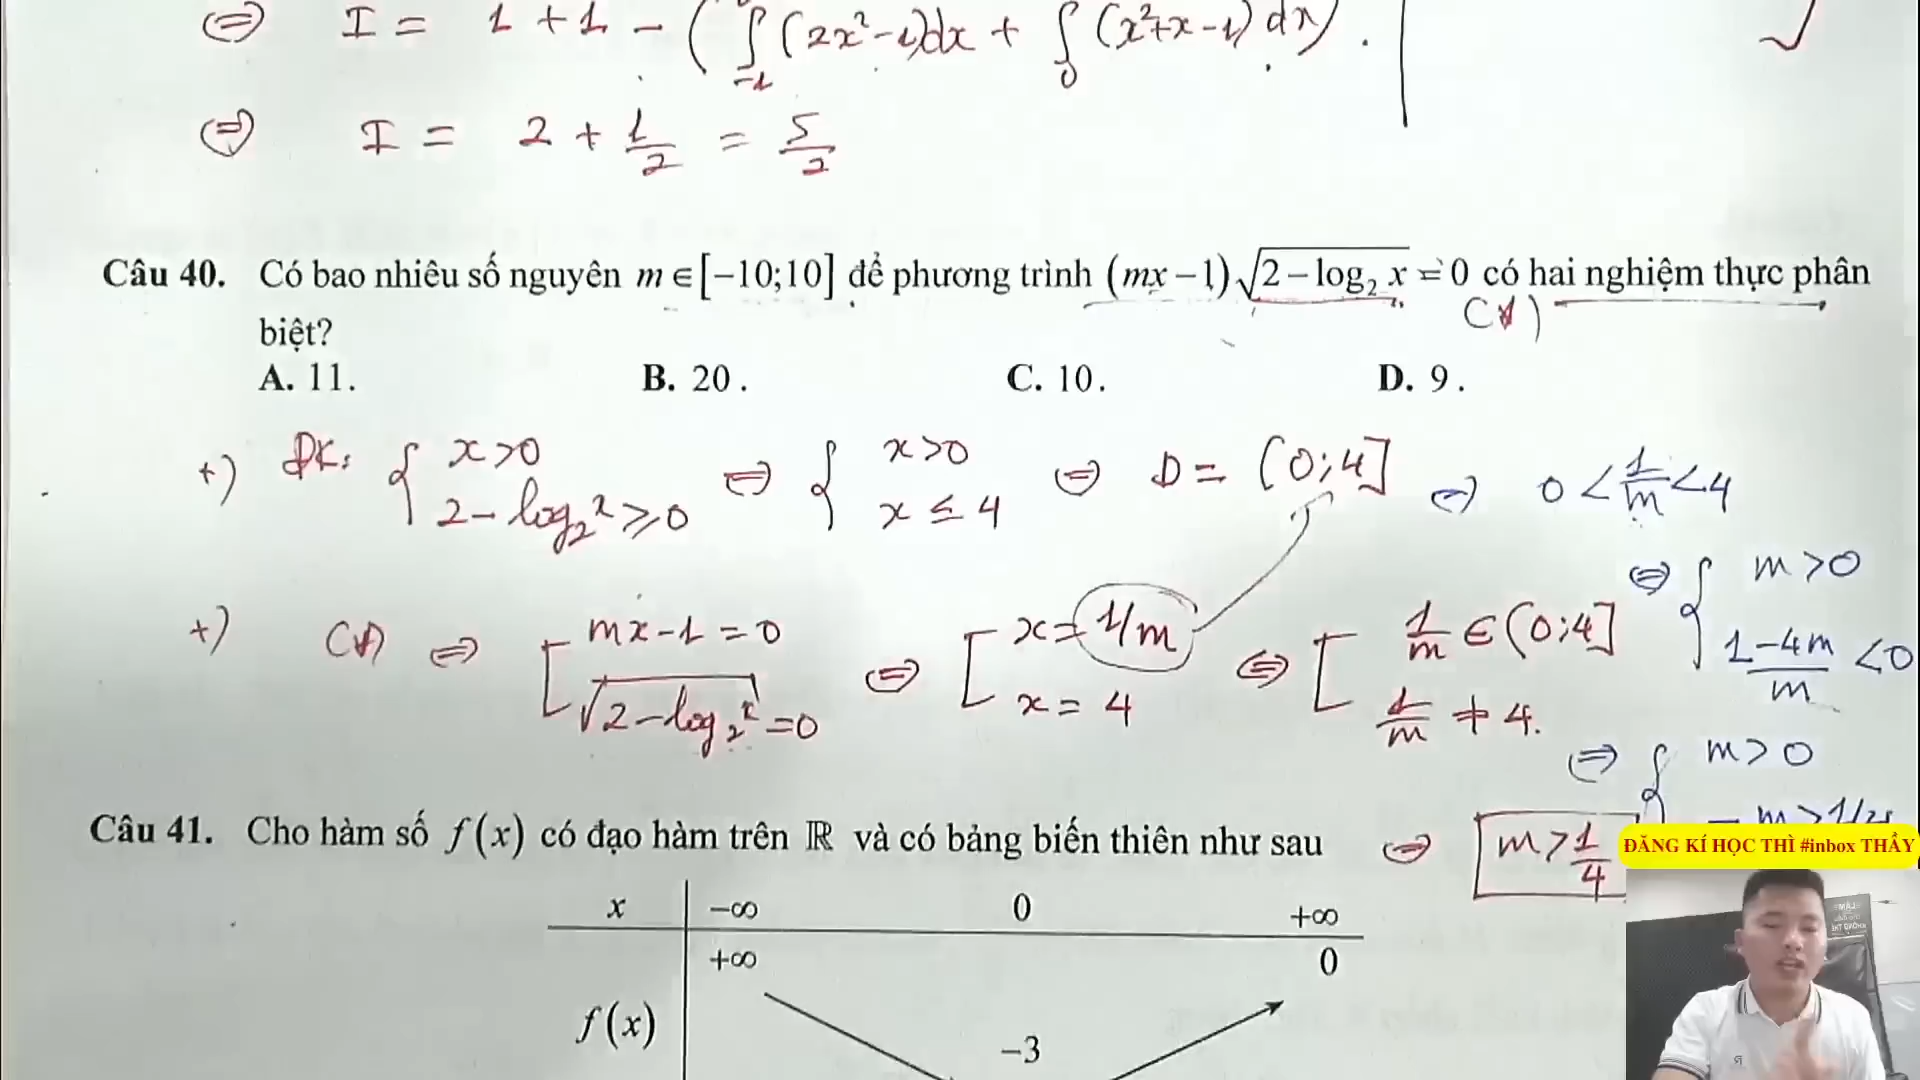 ⇔ I = 1 + 1 - ( ∫ (2x²-1)dx + ∫ (x²+x-1) dx ) .
-1 0
⇔ I = 2 + 1/2 = 5/2
Câu 40. Có bao nhiêu số nguyên m ∈ [-10;10] để phương trình (mx-1)√(2-log₂ x) = 0 có hai nghiệm thực phân
biệt?
A. 11. B. 20. C. 10. D. 9.
+) ĐK: { x>0 2-log₂x ≥ 0 ⇔ { x>0 x ≤ 4 ⇔ D = (0;4] ⇔ 0 < 1/m < 4
⇔ { m>0 (1-4m)/m < 0
+) ⇔ [ mx-1=0 √(2-log₂x) = 0 ⇔ [ x = 1/m x = 4 ⇔ [ 1/m ∈ (0;4] 1/m ≠ 4.
⇔ { m > 0
Câu 41. Cho hàm số f(x) có đạo hàm trên ℝ và có bảng biến thiên như sau ⇔ m > 1/4
ĐĂNG KÍ HỌC THÌ #inbox THẦY
x -∞ 0 +∞
+∞ 0
f(x)
-3